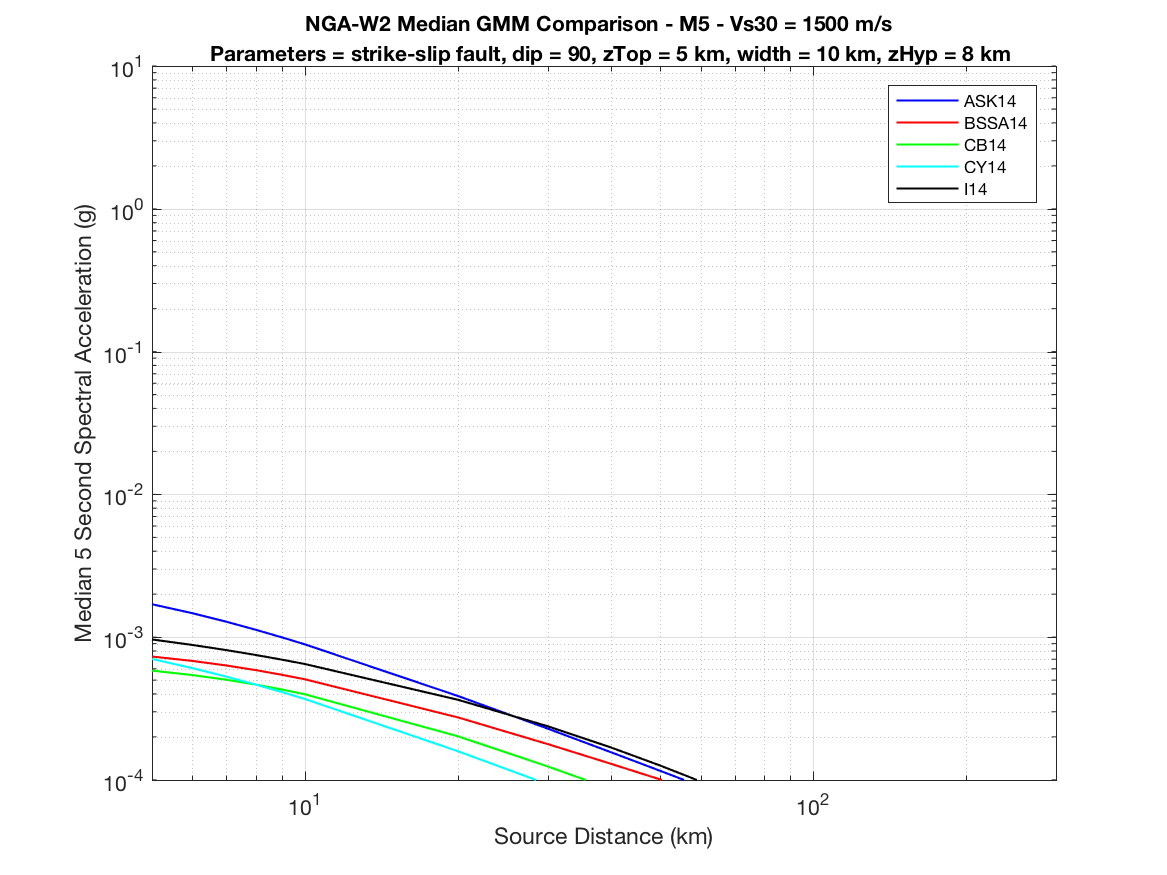 NGA-W2 Median GMM Comparison - M5 - Vs30 = 1500 m/s
Parameters = strike-slip fault, dip = 90, zTop = 5 km, width = 10 km, zHyp = 8 km
ASK14
BSSA14
CB14
CY14
I14
Median 5 Second Spectral Acceleration (g)
10^1
10^0
10^-1
10^-2
10^-3
10^-4
10^1
10^2
Source Distance (km)